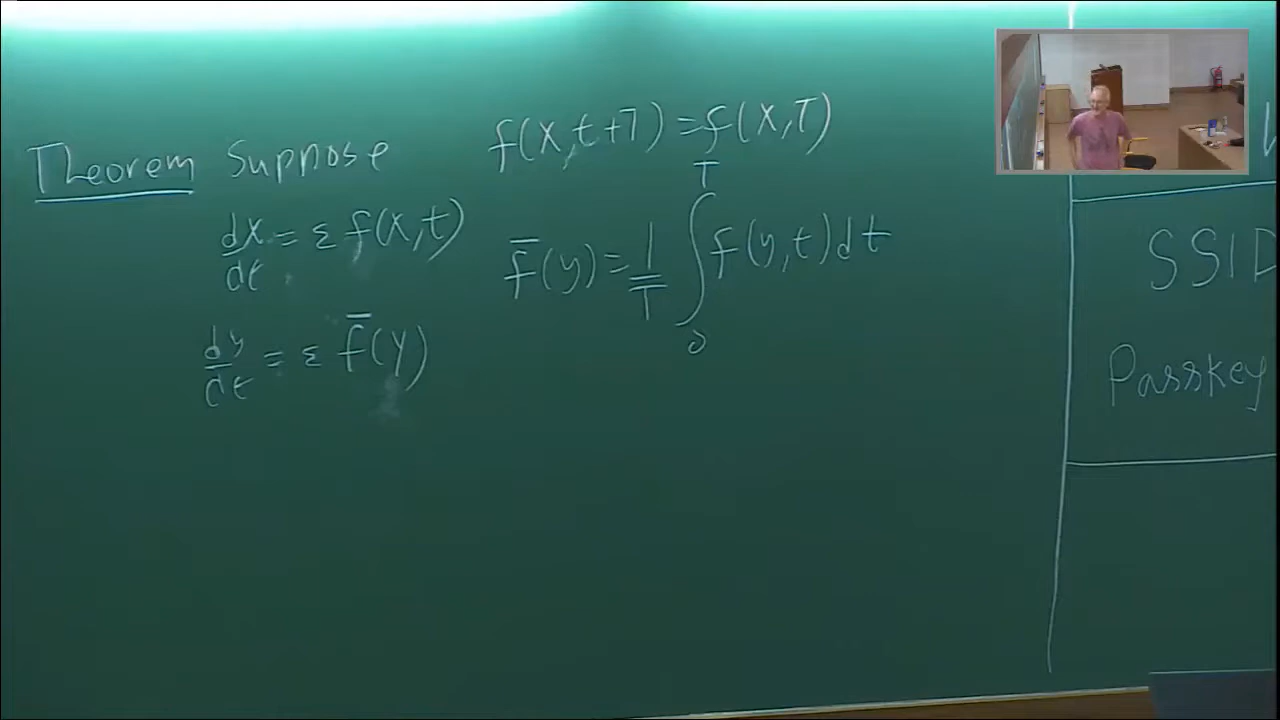 Theorem Suppose f(x,t+T)=f(x,T)
dx/dt = ε f(x,t) f̄(y) = 1/T ∫₀ᵀ f(y,t)dt
dy/dt = ε f̄(y)
SSID
Passkey